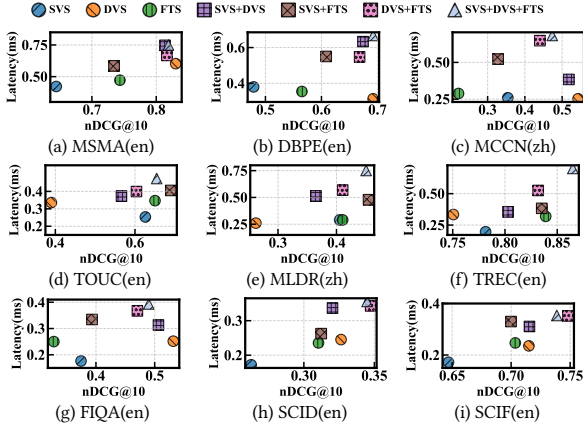 SVS DVS FTS SVS+DVS SVS+FTS DVS+FTS SVS+DVS+FTS
Latency(ms) 0.75 0.50 0.7 0.8 nDCG@10
(a) MSMA(en)
Latency(ms) 0.6 0.4 0.5 0.6 0.7 nDCG@10
(b) DBPE(en)
Latency(ms) 0.50 0.25 0.2 0.4 nDCG@10
(c) MCCN(zh)
Latency(ms) 0.4 0.3 0.2 0.4 0.6 nDCG@10
(d) TOUC(en)
Latency(ms) 0.75 0.50 0.25 0.3 0.4 nDCG@10
(e) MLDR(zh)
Latency(ms) 0.50 0.25 0.75 0.80 0.85 nDCG@10
(f) TREC(en)
Latency(ms) 0.4 0.3 0.2 0.4 0.5 nDCG@10
(g) FIQA(en)
Latency(ms) 0.3 0.2 0.31 0.35 nDCG@10
(h) SCID(en)
Latency(ms) 0.4 0.2 0.65 0.70 0.75 nDCG@10
(i) SCIF(en)